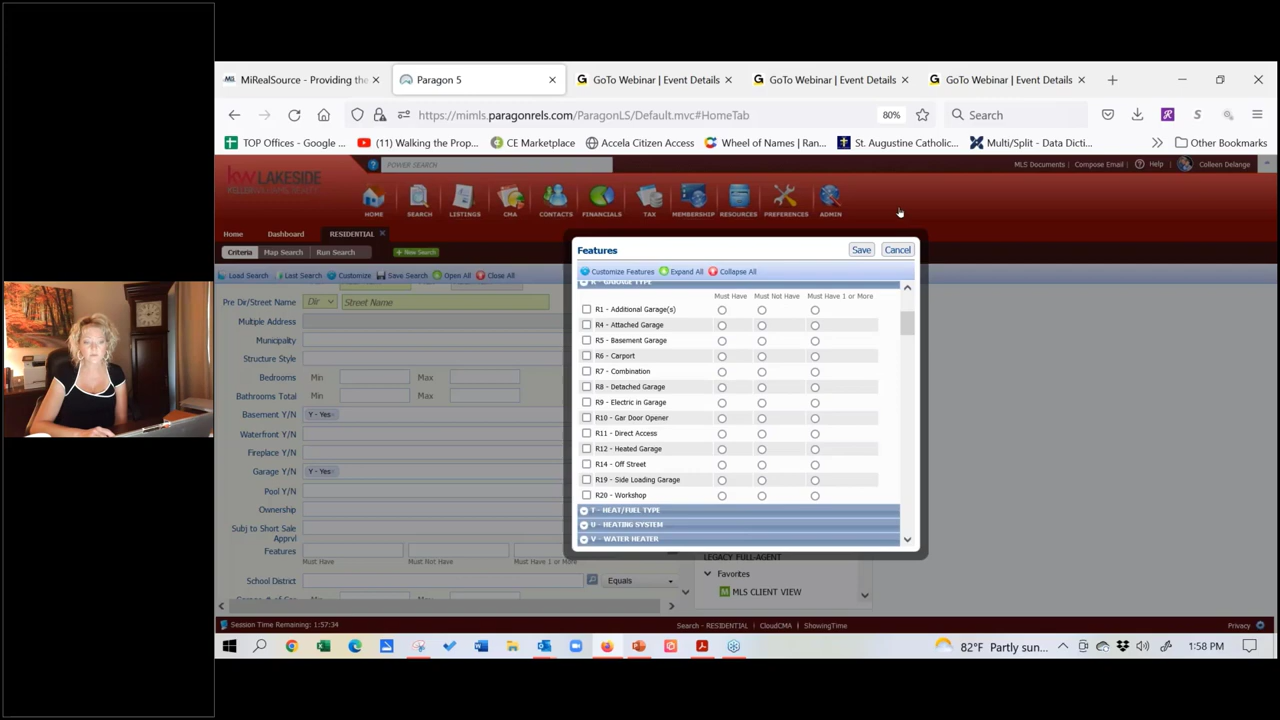 MiRealSource - Providing the
Paragon 5
GoTo Webinar | Event Details
GoTo Webinar | Event Details
GoTo Webinar | Event Details
https://mimls.paragonrels.com/ParagonLS/Default.mvc#HomeTab
80%
Search
TOP Offices - Google ...
(11) Walking the Prop...
CE Marketplace
Accela Citizen Access
Wheel of Names | Ran...
St. Augustine Catholic...
Multi/Split - Data Dicti...
Other Bookmarks
kw LAKESIDE
POWER SEARCH
MLS Documents
Compose Email
Help
Colleen Delange
HOME
SEARCH
LISTINGS
CMA
CONTACTS
FINANCIALS
TAX
MEMBERSHIP
RESOURCES
PREFERENCES
ADMIN
Home
Dashboard
RESIDENTIAL
Criteria
Map Search
Run Search
+ New Search
Load Search
Last Search
Customize
Save Search
Open All
Close All
Pre Dir/Street Name
Dir
Street Name
Multiple Address
Municipality
Structure Style
Bedrooms
Min
Max
Bathrooms Total
Min
Max
Basement Y/N
Y - Yes
Waterfront Y/N
Fireplace Y/N
Garage Y/N
Y - Yes
Pool Y/N
Ownership
Subj to Short Sale
Apprvl
Features
Must Have
Must Not Have
Must Have 1 or More
School District
Equals
Features
Save
Cancel
Customize Features
Expand All
Collapse All
R - GARAGE TYPE
Must Have
Must Not Have
Must Have 1 or More
R1 - Additional Garage(s)
R4 - Attached Garage
R5 - Basement Garage
R6 - Carport
R7 - Combination
R8 - Detached Garage
R9 - Electric in Garage
R10 - Gar Door Opener
R11 - Direct Access
R12 - Heated Garage
R14 - Off Street
R19 - Side Loading Garage
R20 - Workshop
T - HEAT/FUEL TYPE
U - HEATING SYSTEM
V - WATER HEATER
LEGACY FULL-AGENT
Favorites
M MLS CLIENT VIEW
Session Time Remaining: 1:57:34
Search - RESIDENTIAL
CloudCMA
ShowingTime
Privacy
82°F Partly sun...
1:58 PM